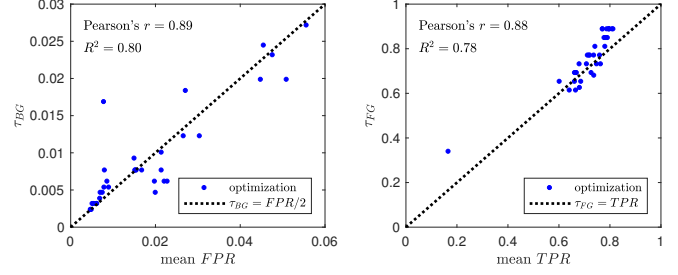 0.03
0.025
0.02
0.015
0.01
0.005
0
τ_BG
Pearson's r = 0.89
R² = 0.80
optimization
τ_BG = FPR/2
0 0.02 0.04 0.06
mean FPR
1
0.8
0.6
0.4
0.2
0
τ_FG
Pearson's r = 0.88
R² = 0.78
optimization
τ_FG = TPR
0 0.2 0.4 0.6 0.8 1
mean TPR